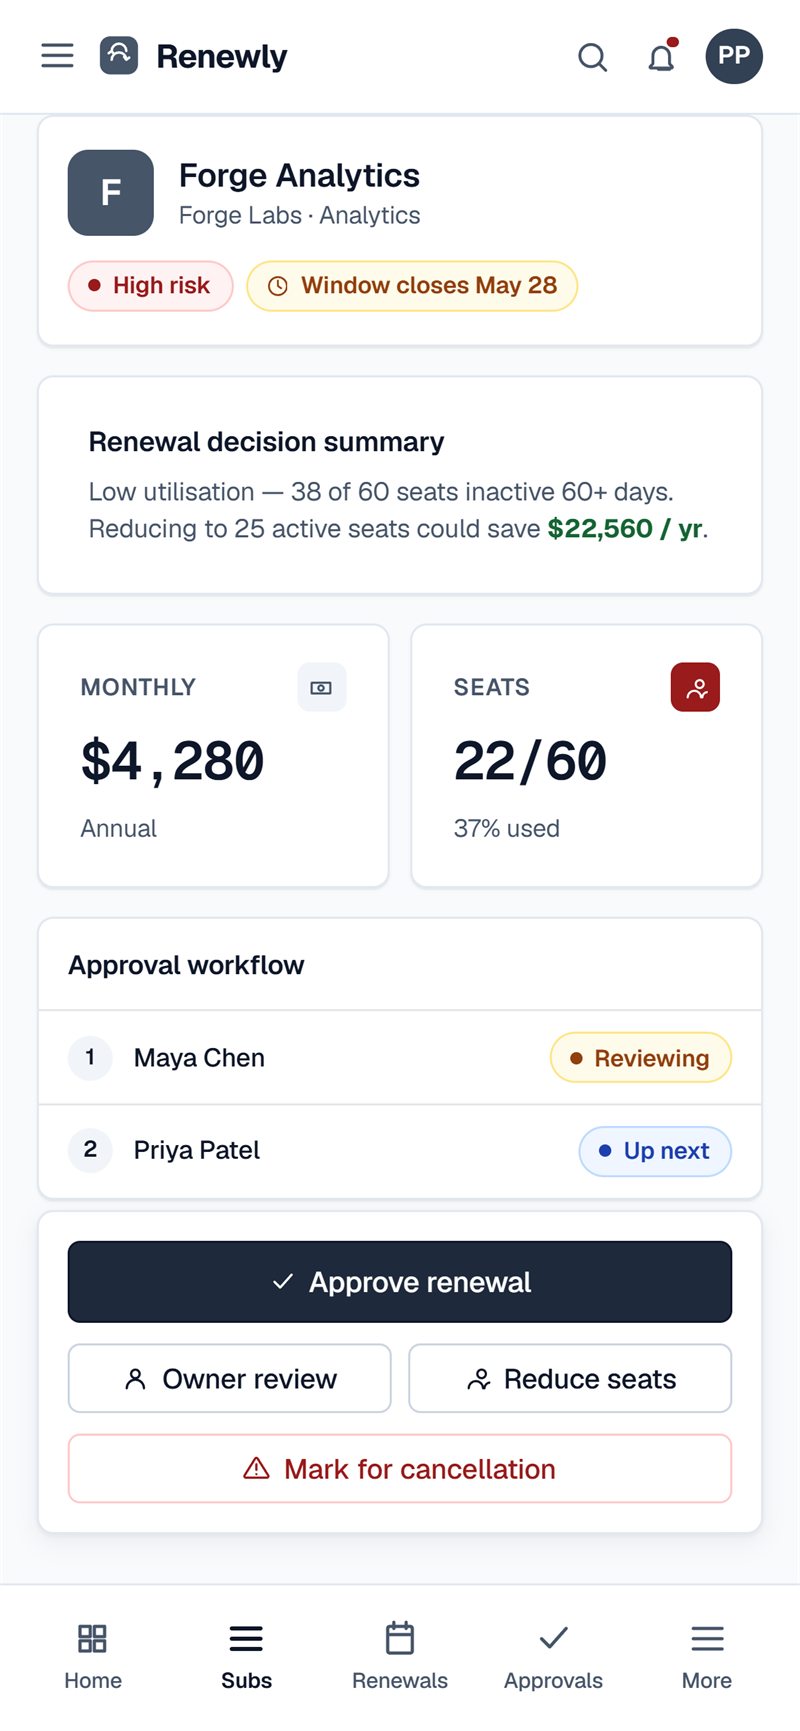 Renewly
PP
F
Forge Analytics
Forge Labs · Analytics
High risk
Window closes May 28
Renewal decision summary
Low utilisation — 38 of 60 seats inactive 60+ days.
Reducing to 25 active seats could save $22,560 / yr.
MONTHLY
$4,280
Annual
SEATS
22/60
37% used
Approval workflow
1 Maya Chen Reviewing
2 Priya Patel Up next
Approve renewal
Owner review
Reduce seats
Mark for cancellation
Home
Subs
Renewals
Approvals
More